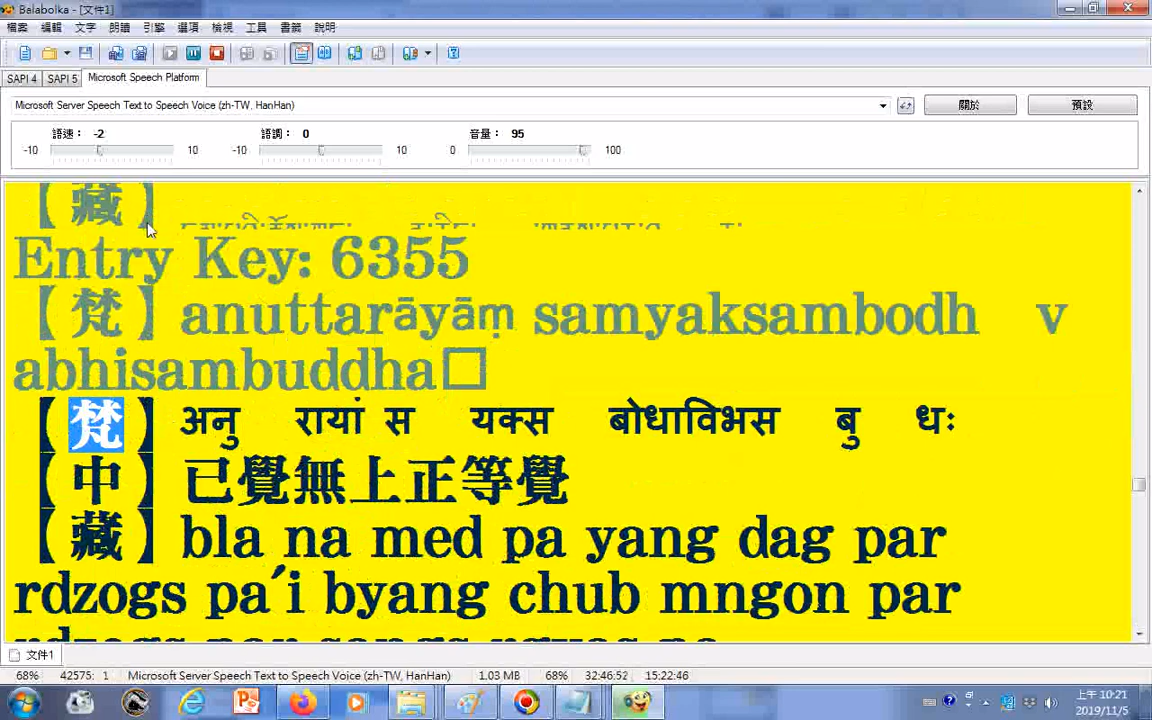 Balabolka - [文件1]
檔案 編輯 文字 朗讀 引擎 選項 檢視 工具 書籤 說明
SAPI 4 SAPI 5 Microsoft Speech Platform
Microsoft Server Speech Text to Speech Voice (zh-TW, HanHan) 關於 預設
語速： -2 語調： 0 音量： 95
-10 10 -10 10 0 100
【藏】
Entry Key: 6355
【梵】anuttarāyāṃ samyaksambodh v
abhisambuddha□
【梵】अनु रायां स यक्स बोधाविभस बु धः
【中】已覺無上正等覺
【藏】bla na med pa yang dag par
rdzogs pa´i byang chub mngon par
rdzogs par sangs rgyas pa
文件1
68% 42575: 1 Microsoft Server Speech Text to Speech Voice (zh-TW, HanHan) 1.03 MB 68% 32:46:52 15:22:46
上午 10:21
2019/11/5